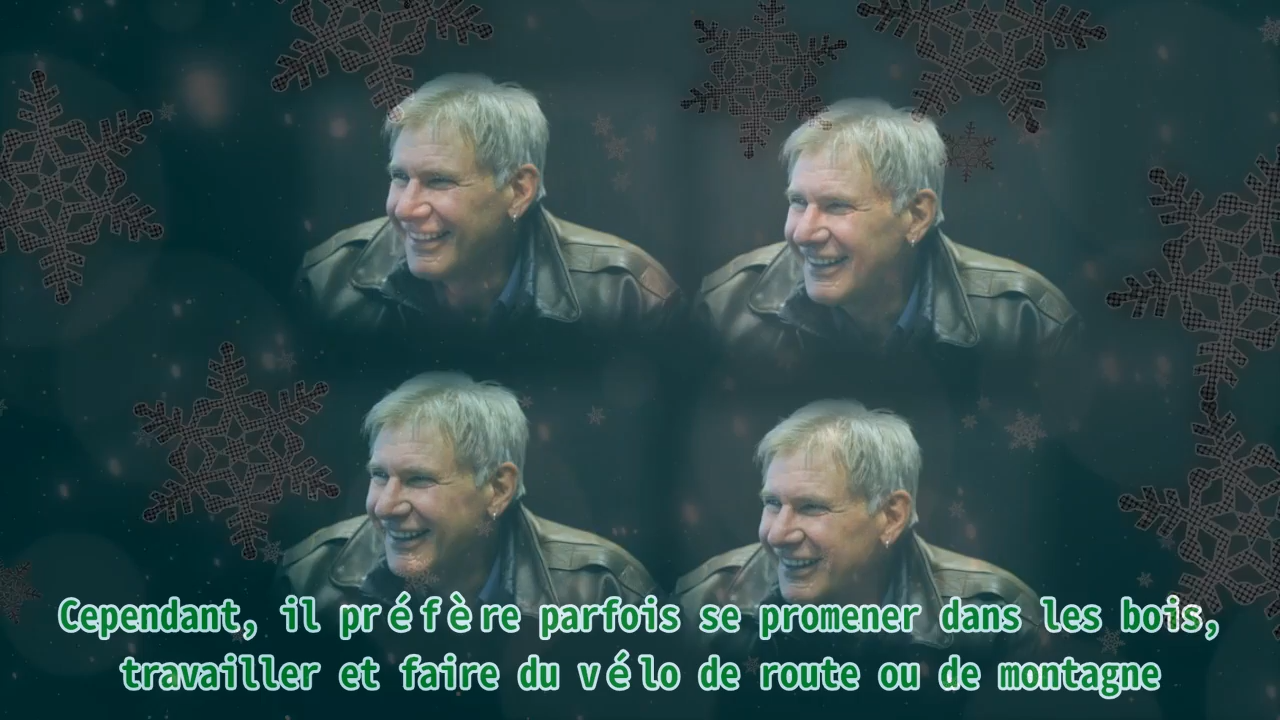 Cependant, il préfère parfois se promener dans les bois,
travailler et faire du vélo de route ou de montagne